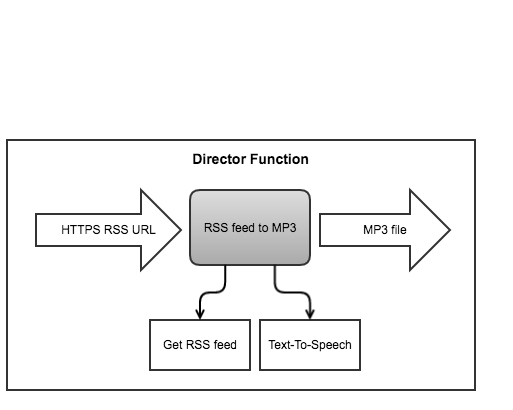 Director Function
HTTPS RSS URL
RSS feed to MP3
MP3 file
Get RSS feed
Text-To-Speech